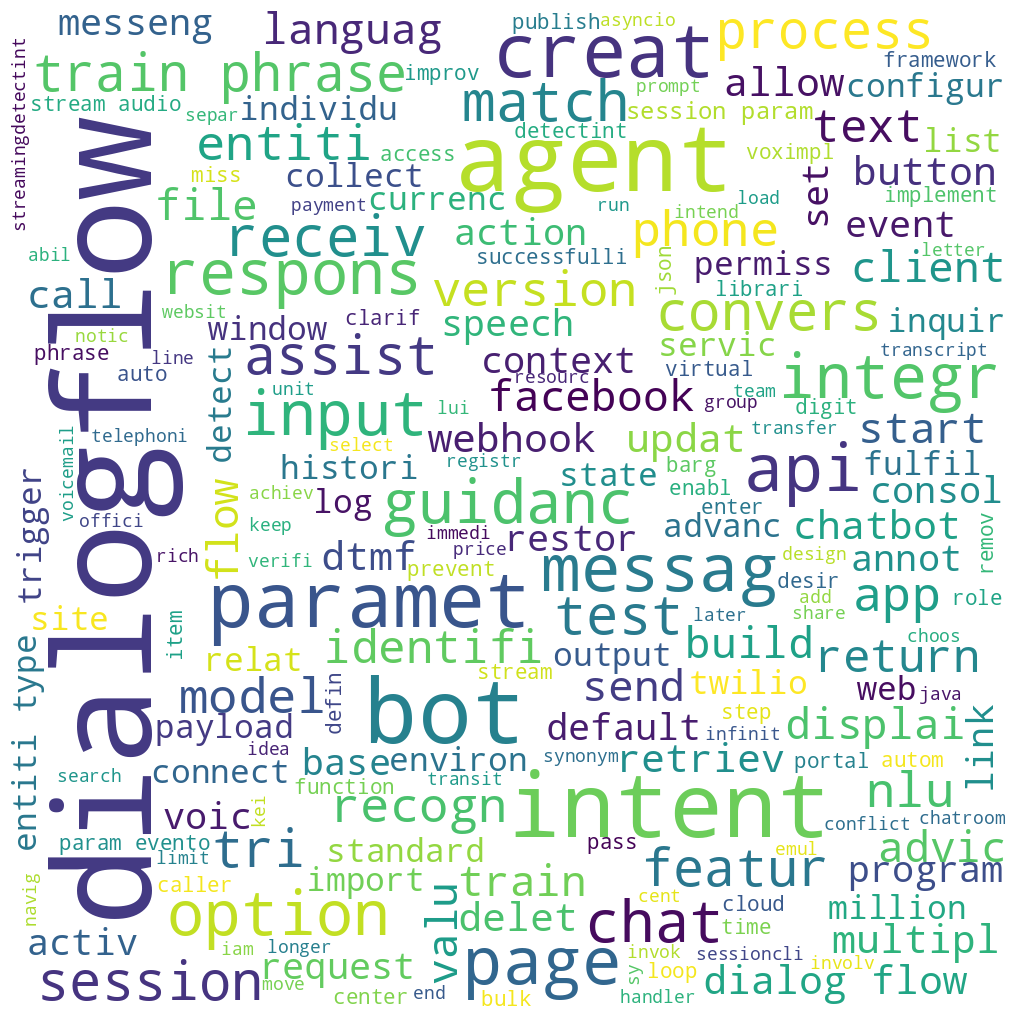 messeng
languag
publish
asyncio
creat
process
train phrase
improv
framework
stream audio
separ
individu
match
prompt
allow
configur
session param
streamingdetectint
entiti
detectint
access
agent
text
list
voximpl
miss
collect
button
file
currenc
payment
run
load
intend
set
implement
receiv
action
phone
event
letter
abil
successfulli
permiss
client
respons
json
librari
call
version
websit
convers
inquir
notic
window
clarif
speech
servic
phrase
line
assist
context
virtual
transcript
auto
detect
resourc
integr
unit
input
lui
facebook
group
team
digit
telephoni
webhook
updat
transfer
start
dialogflow
voicemail
select
histori
registr
state
barg
api
fulfil
trigger
achiev
log
guidanc
enabl
consol
offici
keep
flow
immedi
restor
enter
advanc
chatbot
rich
verifi
dtmf
price
prevent
messag
design
desir
annot
remov
site
item
paramet
test
later
add
share
app
role
relat
identifi
output
build
return
choos
entiti type
model
defin
stream
send
twilio
web
java
payload
bot
default
step
infinit
displai
link
idea
base
environ
synonym
retriev
portal
autom
search
connect
function
transit
intent
nlu
voic
kei
recogn
conflict
chatroom
param evento
limit
tri
standard
pass
emul
advic
navig
caller
import
train
featur
program
option
valu
delet
cent
cloud
million
activ
iam
longer
chat
time
multipl
session
move
request
page
invok
sessioncli
involv
center
end
bulk
sy
loop
handler
dialog flow